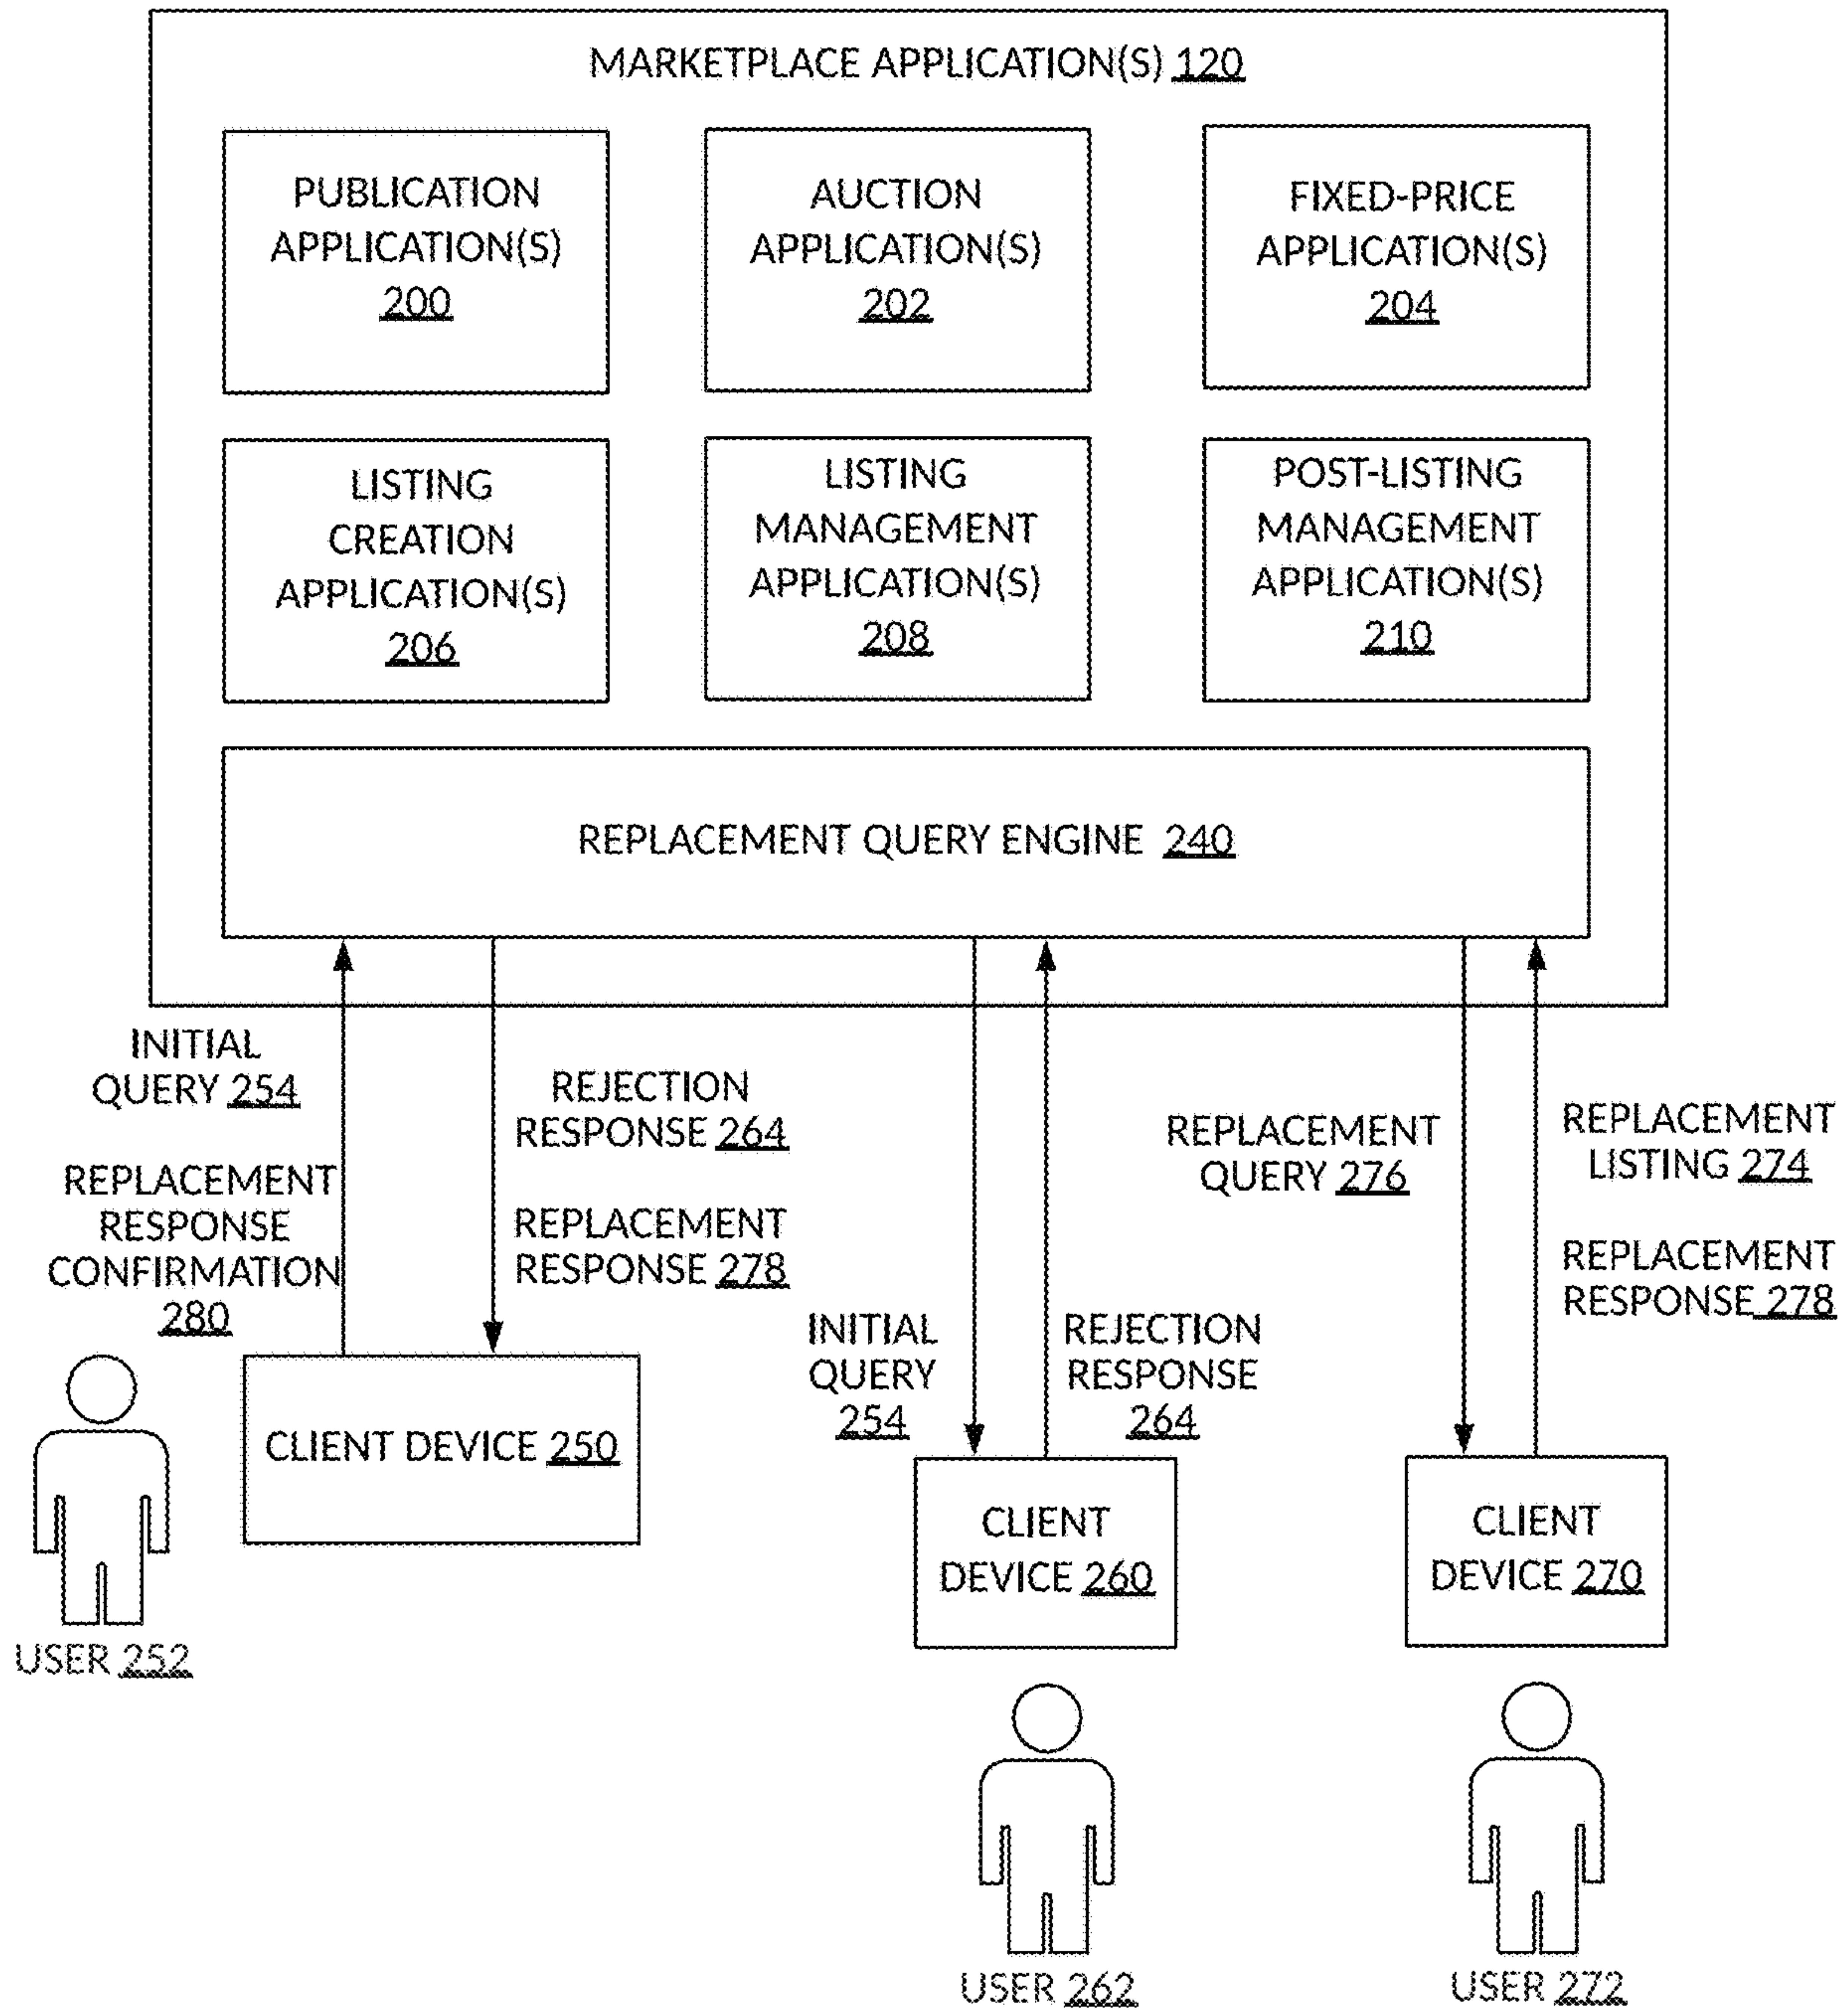 MARKETPLACE APPLICATION(S) 120
PUBLICATION
APPLICATION(S)
200
AUCTION
APPLICATION(S)
202
FIXED-PRICE
APPLICATION(S)
204
LISTING
CREATION
APPLICATION(S)
206
LISTING
MANAGEMENT
APPLICATION(S)
208
POST-LISTING
MANAGEMENT
APPLICATION(S)
210
REPLACEMENT QUERY ENGINE 240
INITIAL
QUERY 254
REPLACEMENT
RESPONSE
CONFIRMATION
280
REJECTION
RESPONSE 264
REPLACEMENT
RESPONSE 278
INITIAL
QUERY
254
REJECTION
RESPONSE
264
REPLACEMENT
QUERY 276
REPLACEMENT
LISTING 274
REPLACEMENT
RESPONSE 278
CLIENT DEVICE 250
USER 252
CLIENT
DEVICE 260
USER 262
CLIENT
DEVICE 270
USER 272